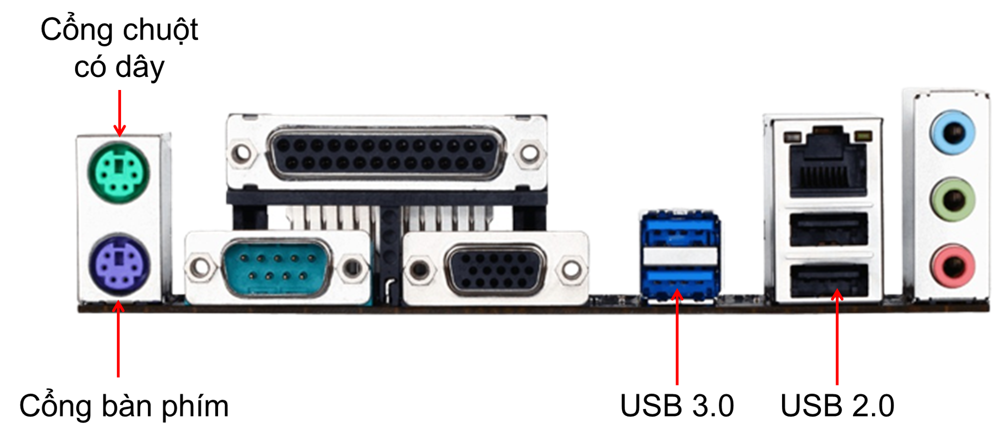 Cổng chuột
có dây
Cổng bàn phím
USB 3.0
USB 2.0